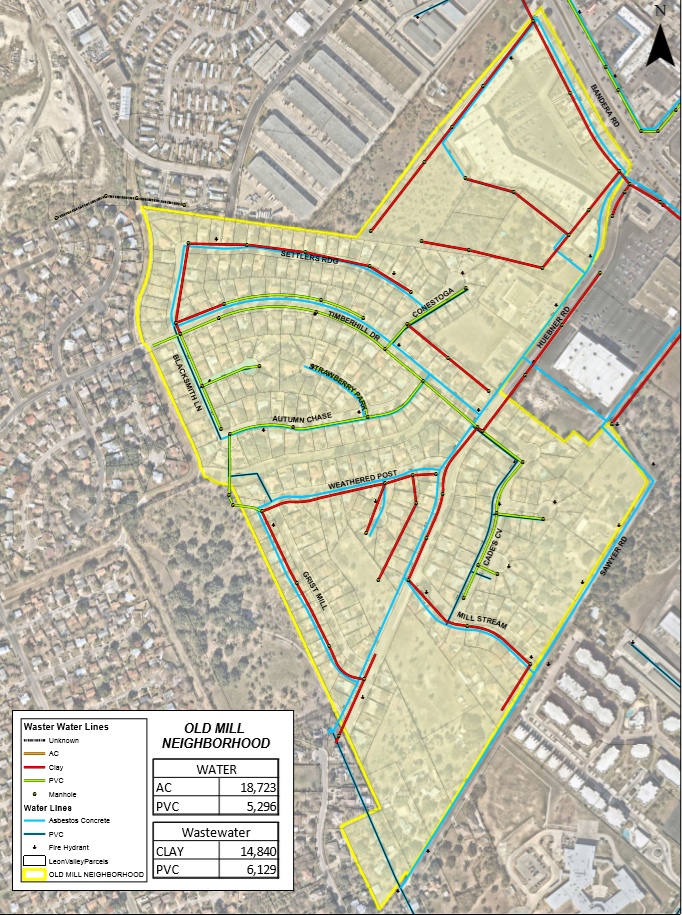 N
BANDERA RD
SETTLERS RDG
CONESTOGA
TIMBERHILL DR
HUEBNER RD
BLACKSMITH LN
STRAWBERRY PARK
AUTUMN CHASE
WEATHERED POST
CADE'S CV
SAWYER RD
GRIST MILL
MILL STREAM
Waster Water Lines
Unknown
AC
Clay
PVC
Manhole
Water Lines
Asbestos Concrete
PVC
Fire Hydrant
LeonValleyParcels
OLD MILL NEIGHBORHOOD
OLD MILL
NEIGHBORHOOD
WATER
AC 18,723
PVC 5,296
Wastewater
CLAY 14,840
PVC 6,129